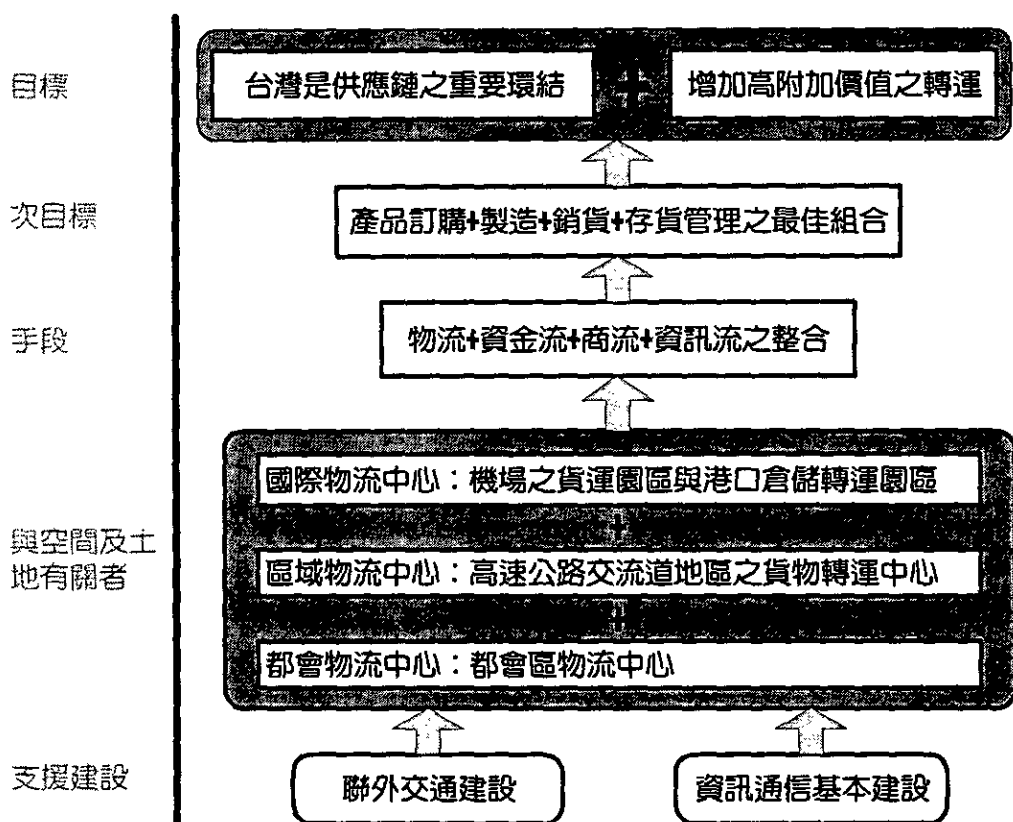 目標
台灣是供應鏈之重要環結 + 增加高附加價值之轉運
次目標
產品訂購+製造+銷貨+存貨管理之最佳組合
手段
物流+資金流+商流+資訊流之整合
與空間及土
地有關者
國際物流中心：機場之貨運園區與港口倉儲轉運園區
+
區域物流中心：高速公路交流道地區之貨物轉運中心
+
都會物流中心：都會區物流中心
支援建設
聯外交通建設
資訊通信基本建設